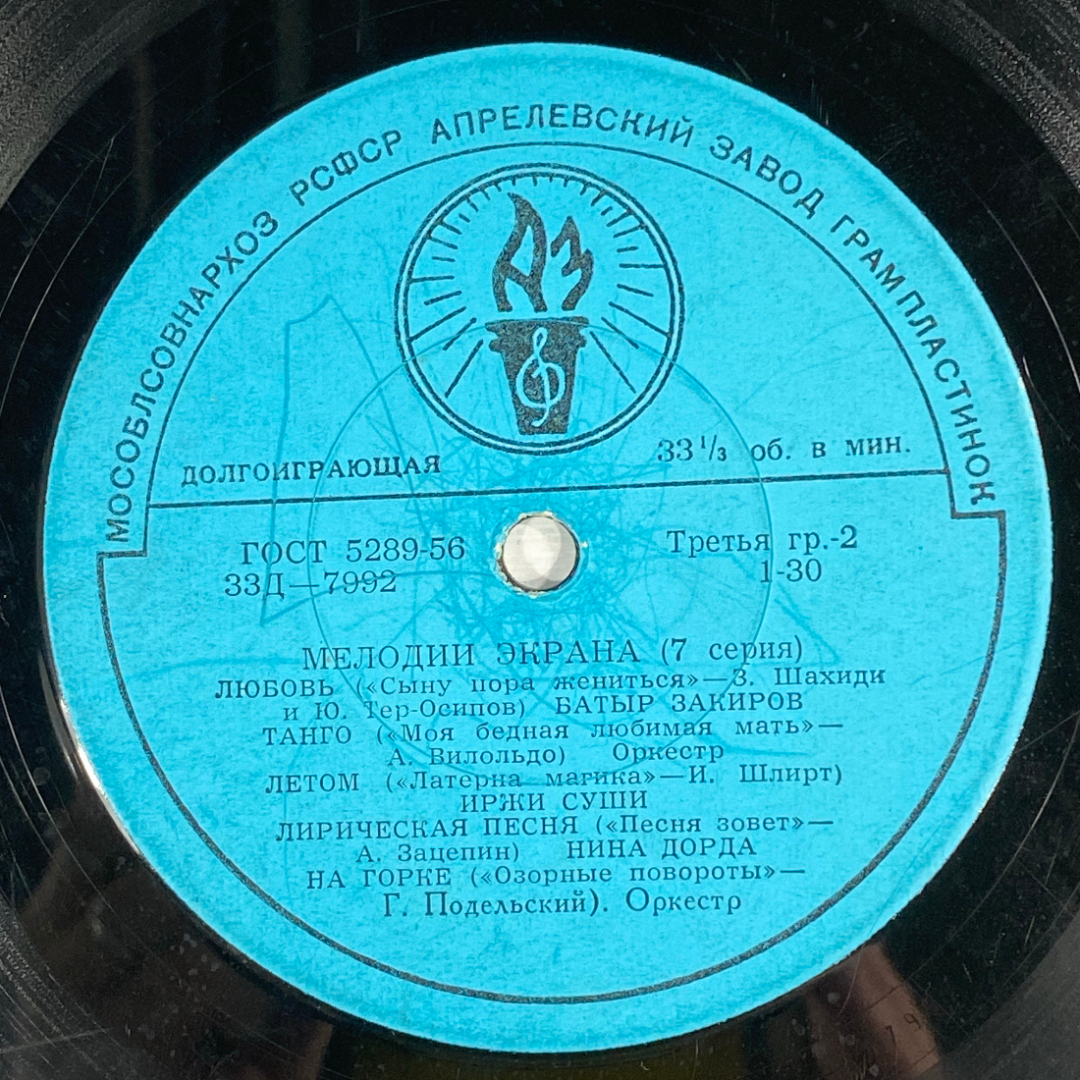 МОСОБЛСОВНАРХОЗ РСФСР АПРЕЛЕВСКИЙ ЗАВОД ГРАМПЛАСТИНОК
АЗ
ДОЛГОИГРАЮЩАЯ 33 1/3 об. в мин.
ГОСТ 5289-56 Третья гр.-2
33Д—7992 1-30
МЕЛОДИИ ЭКРАНА (7 серия)
ЛЮБОВЬ («Сыну пора жениться»—З. Шахиди
и Ю. Тер-Осипов) БАТЫР ЗАКИРОВ
ТАНГО («Моя бедная любимая мать»—
А. Вилольдо) Оркестр
ЛЕТОМ («Латерна магика»—И. Шлирт)
ИРЖИ СУШИ
ЛИРИЧЕСКАЯ ПЕСНЯ («Песня зовет»—
А. Зацепин) НИНА ДОРДА
НА ГОРКЕ («Озорные повороты»—
Г. Подельский). Оркестр